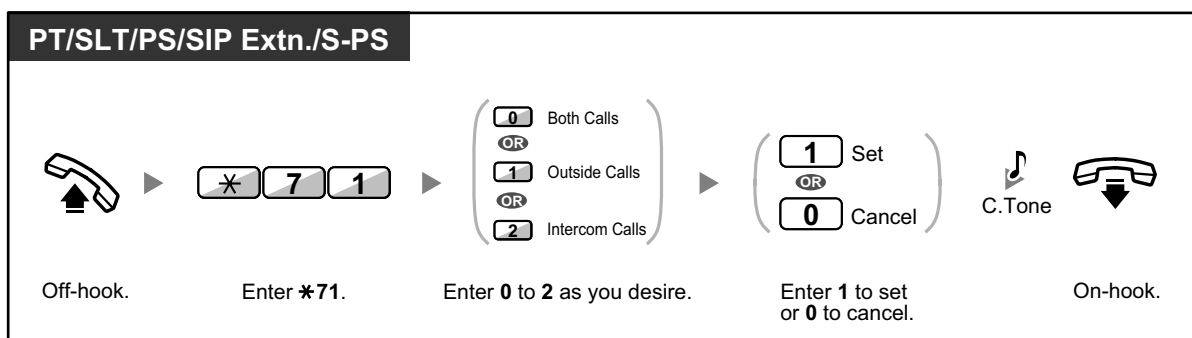 PT/SLT/PS/SIP Extn./S-PS
0 Both Calls
OR
1 Outside Calls
OR
2 Intercom Calls
1 Set
OR
0 Cancel
* 7 1
C.Tone
Off-hook.
Enter *71.
Enter 0 to 2 as you desire.
Enter 1 to set
or 0 to cancel.
On-hook.